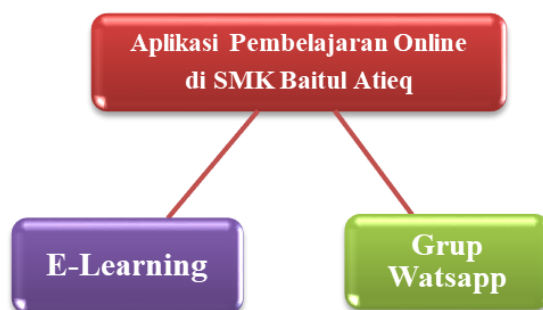 Aplikasi Pembelajaran Online
di SMK Baitul Atieq
E-Learning
Grup
Watsapp